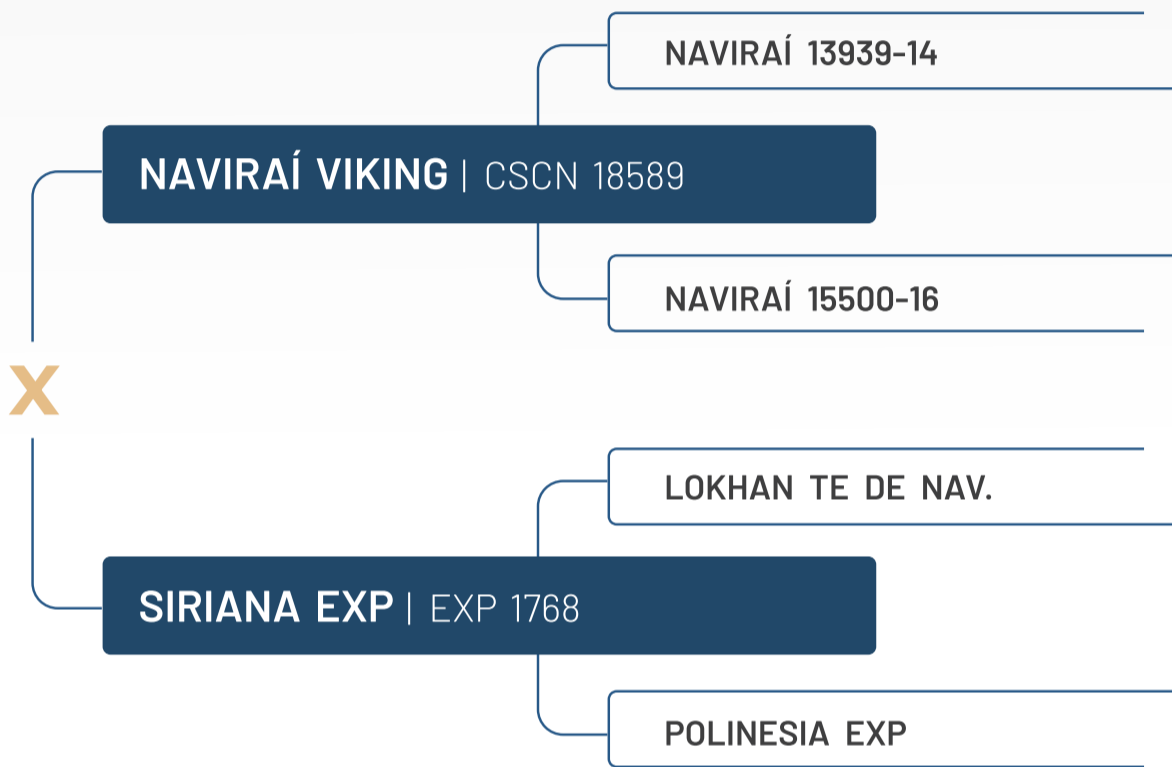 NAVIRAÍ 13939-14
NAVIRAÍ VIKING | CSCN 18589
NAVIRAÍ 15500-16
X
LOKHAN TE DE NAV.
SIRIANA EXP | EXP 1768
POLINESIA EXP